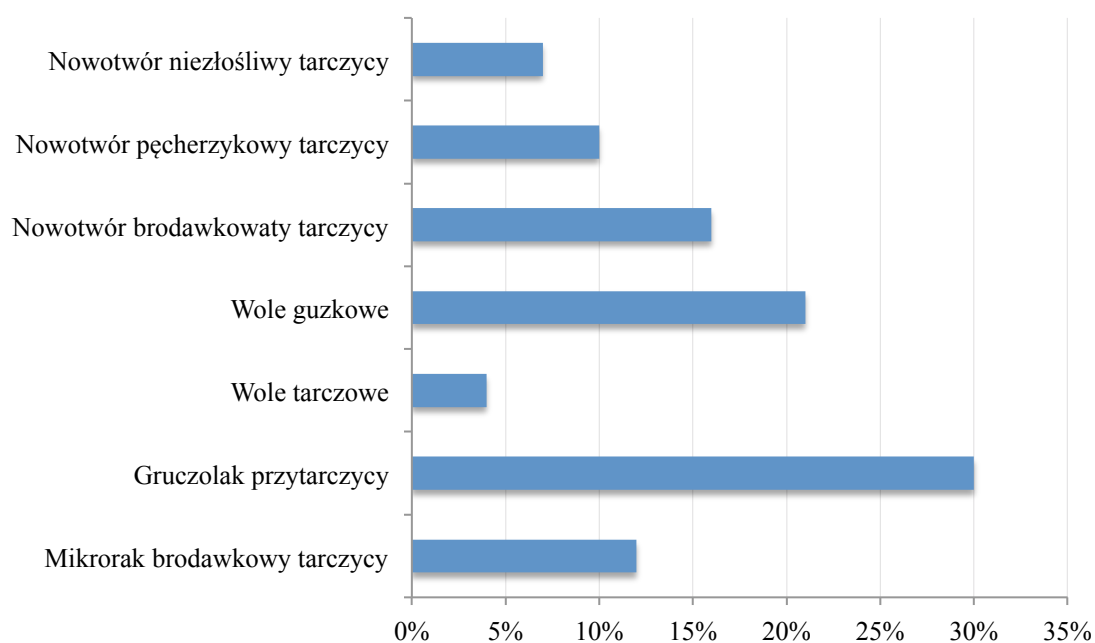 Nowotwór niezłośliwy tarczycy
Nowotwór pęcherzykowy tarczycy
Nowotwór brodawkowaty tarczycy
Wole guzkowe
Wole tarczowe
Gruczolak przytarczycy
Mikrorak brodawkowy tarczycy
0% 5% 10% 15% 20% 25% 30% 35%